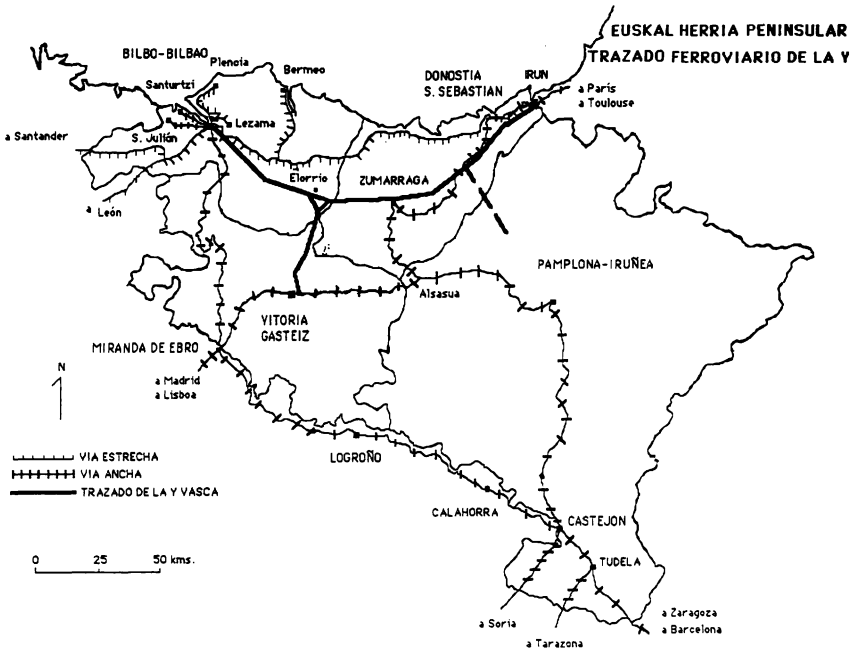 EUSKAL HERRIA PENINSULAR
TRAZADO FERROVIARIO DE LA Y
BILBO-BILBAO
Plencia
Santurtzi
Bermeo
DONOSTIA
S. SEBASTIAN
IRUN
a París
a Toulouse
Lezama
S. Julián
a Santander
Elorrio
ZUMARRAGA
a León
PAMPLONA-IRUÑEA
Alsasua
VITORIA
GASTEIZ
MIRANDA DE EBRO
a Madrid
a Lisboa
N
LOGROÑO
VIA ESTRECHA
VIA ANCHA
TRAZADO DE LA Y VASCA
CALAHORRA
CASTEJON
TUDELA
0 25 50 kms.
a Soria
a Tarazona
a Zaragoza
a Barcelona